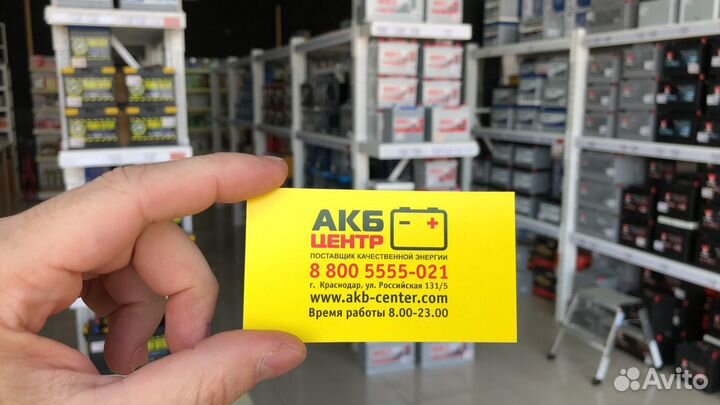 АКБ
ЦЕНТР
ПОСТАВЩИК КАЧЕСТВЕННОЙ ЭНЕРГИИ
8 800 5555-021
г. Краснодар, ул. Российская 131/5
www.akb-center.com
Время работы 8.00-23.00
Avito